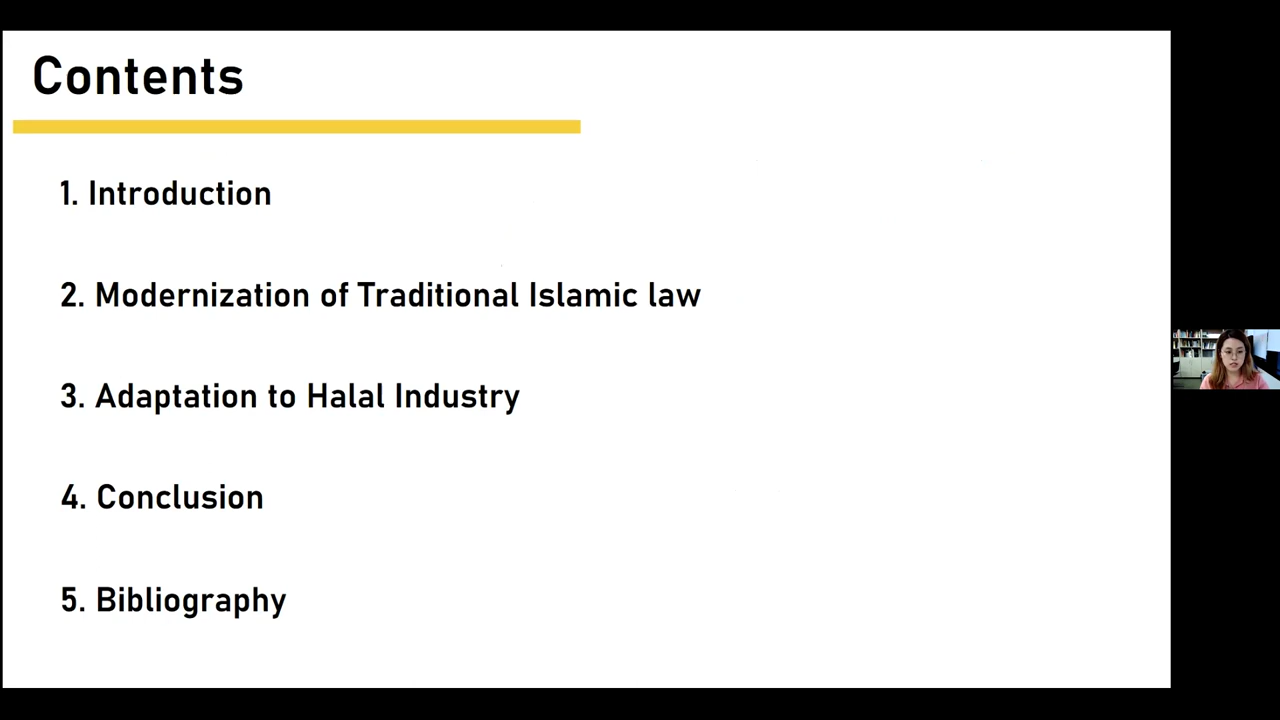 Contents
1. Introduction
2. Modernization of Traditional Islamic law
3. Adaptation to Halal Industry
4. Conclusion
5. Bibliography